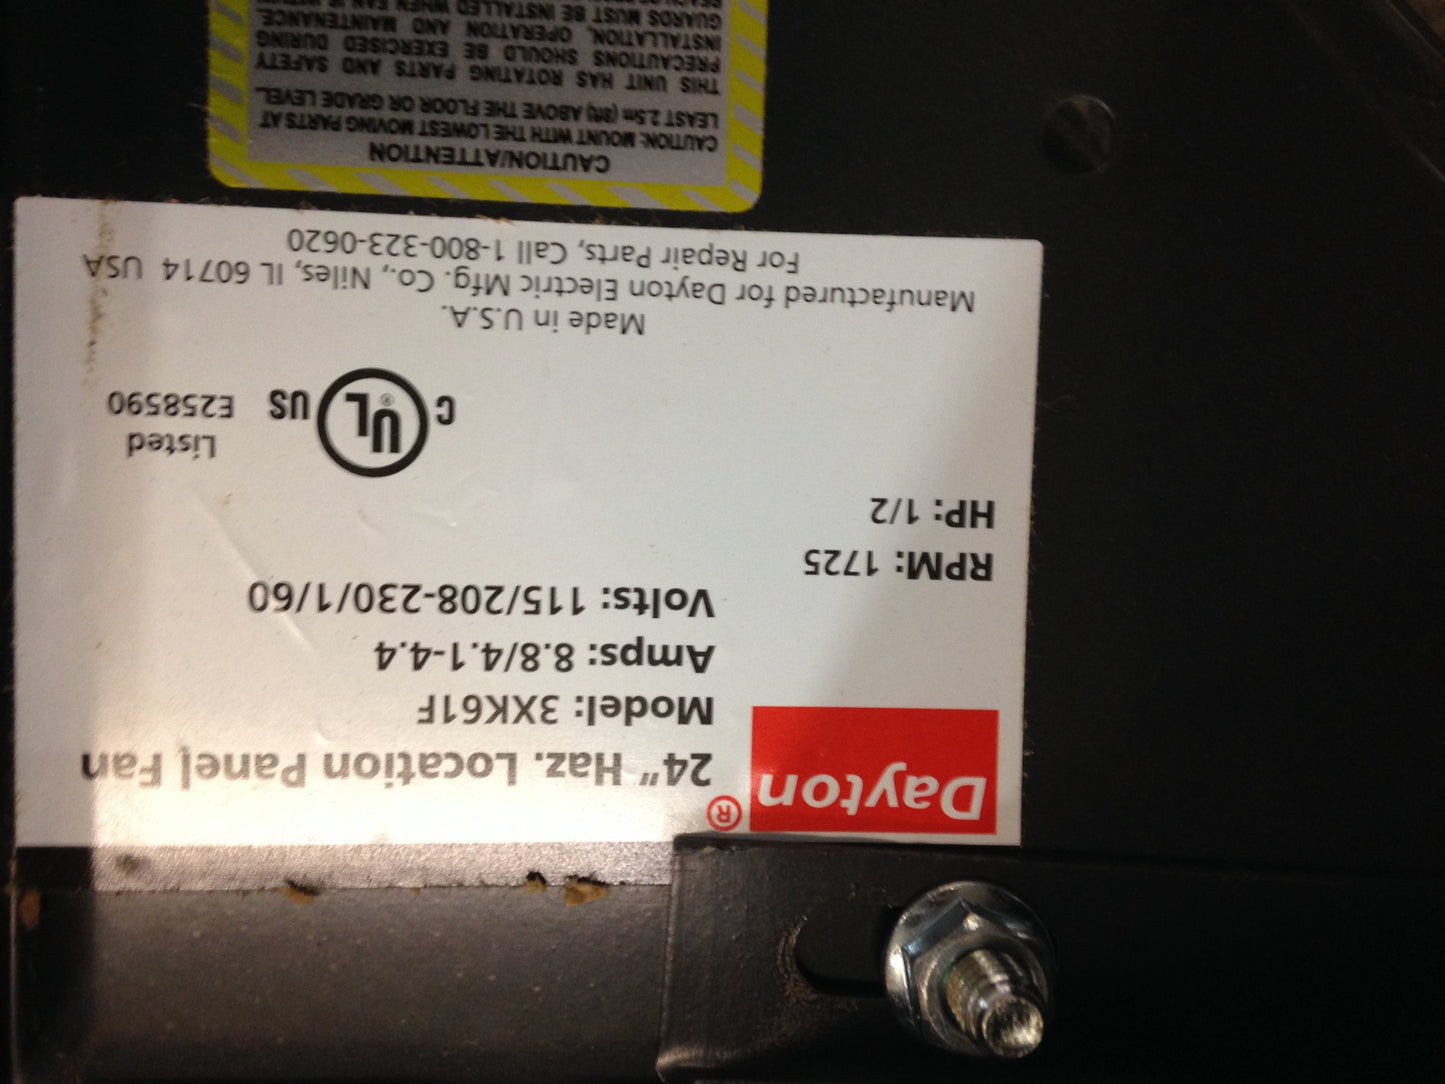 Dayton®
24" Haz. Location Panel Fan
Model: 3XK61F
Amps: 8.8/4.1-4.4
Volts: 115/208-230/1/60
RPM: 1725
HP: 1/2
C UL® US
Listed
E258590
Made in U.S.A.
Manufactured for Dayton Electric Mfg. Co., Niles, IL 60714 USA
For Repair Parts, Call 1-800-323-0620
CAUTION/ATTENTION
CAUTION: MOUNT WITH THE LOWEST MOVING PARTS AT
LEAST 2.5m (8ft) ABOVE THE FLOOR OR GRADE LEVEL.
THIS UNIT HAS ROTATING PARTS AND SAFETY
PRECAUTIONS SHOULD BE EXERCISED DURING
INSTALLATION, OPERATION AND MAINTENANCE.
GUARDS MUST BE INSTALLED WHEN FAN IS WITHIN